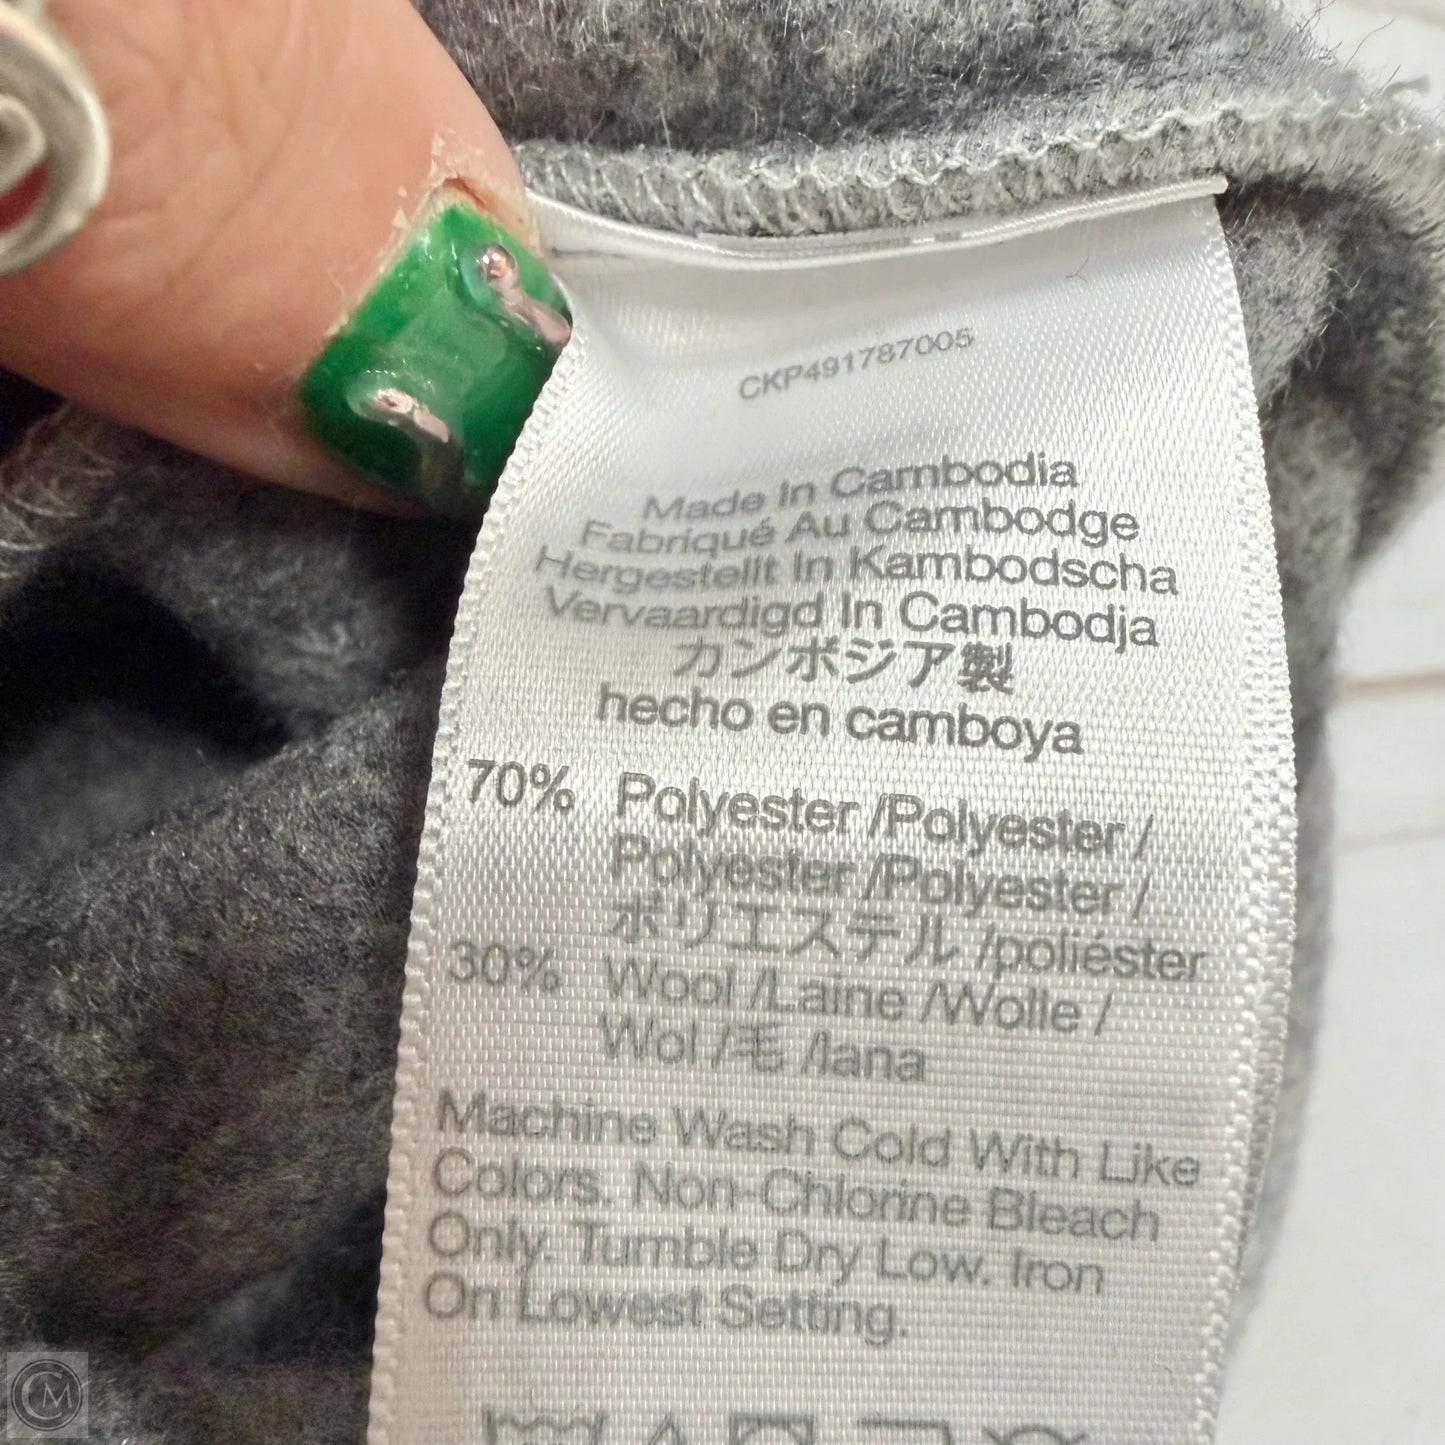 CKP491787005
Made In Cambodia
Fabriqué Au Cambodge
Hergestellt In Kambodscha
Vervaardigd In Cambodja
カンボジア製
hecho en camboya
70% Polyester /Polyester /
Polyester /Polyester /
ポリエステル /poliéster
30% Wool /Laine /Wolle /
Wol /毛 /lana
Machine Wash Cold With Like
Colors. Non-Chlorine Bleach
Only. Tumble Dry Low. Iron
On Lowest Setting.
CM